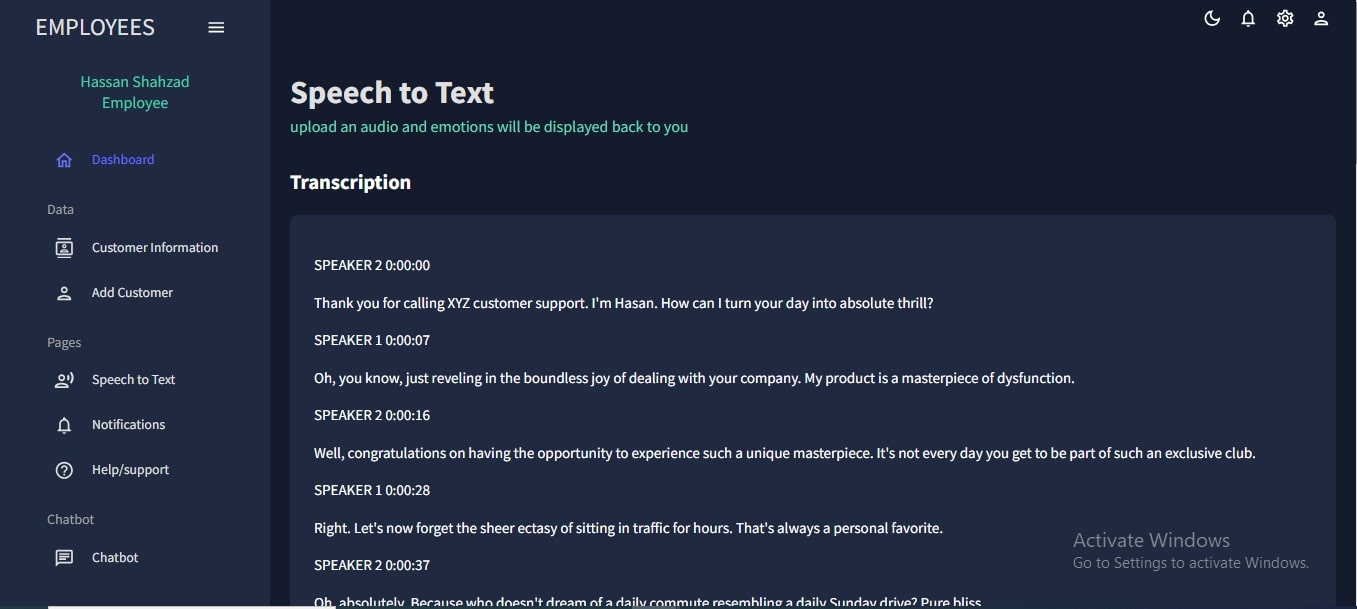 EMPLOYEES
Hassan Shahzad
Employee
Dashboard
Data
Customer Information
Add Customer
Pages
Speech to Text
Notifications
Help/support
Chatbot
Chatbot
Speech to Text
upload an audio and emotions will be displayed back to you
Transcription
SPEAKER 2 0:00:00
Thank you for calling XYZ customer support. I'm Hasan. How can I turn your day into absolute thrill?
SPEAKER 1 0:00:07
Oh, you know, just reveling in the boundless joy of dealing with your company. My product is a masterpiece of dysfunction.
SPEAKER 2 0:00:16
Well, congratulations on having the opportunity to experience such a unique masterpiece. It's not every day you get to be part of such an exclusive club.
SPEAKER 1 0:00:28
Right. Let's now forget the sheer ectasy of sitting in traffic for hours. That's always a personal favorite.
SPEAKER 2 0:00:37
Oh, absolutely. Because who doesn't dream of a daily commute resembling a daily Sunday drive? Pure bliss
Activate Windows
Go to Settings to activate Windows.